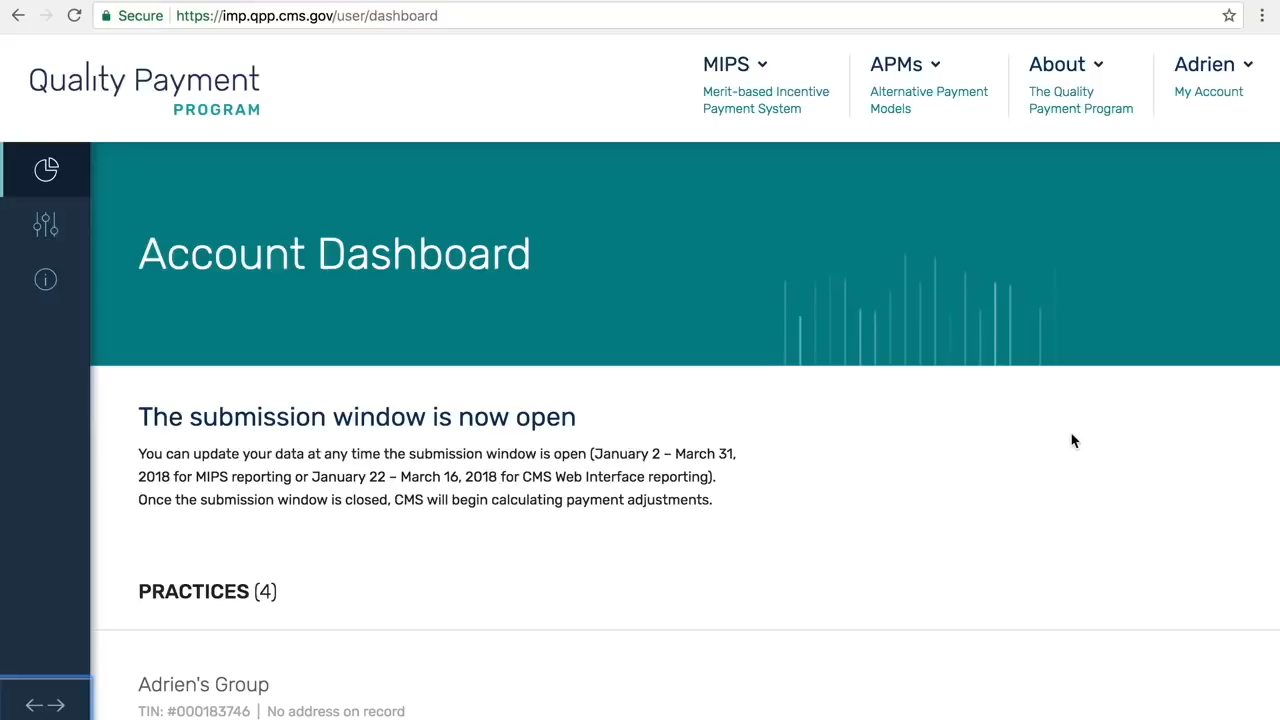 Secure https://imp.qpp.cms.gov/user/dashboard
Quality Payment
PROGRAM
MIPS
Merit-based Incentive
Payment System
APMs
Alternative Payment
Models
About
The Quality
Payment Program
Adrien
My Account
Account Dashboard
The submission window is now open
You can update your data at any time the submission window is open (January 2 – March 31,
2018 for MIPS reporting or January 22 – March 16, 2018 for CMS Web Interface reporting).
Once the submission window is closed, CMS will begin calculating payment adjustments.
PRACTICES (4)
Adrien's Group
TIN: #000183746 | No address on record